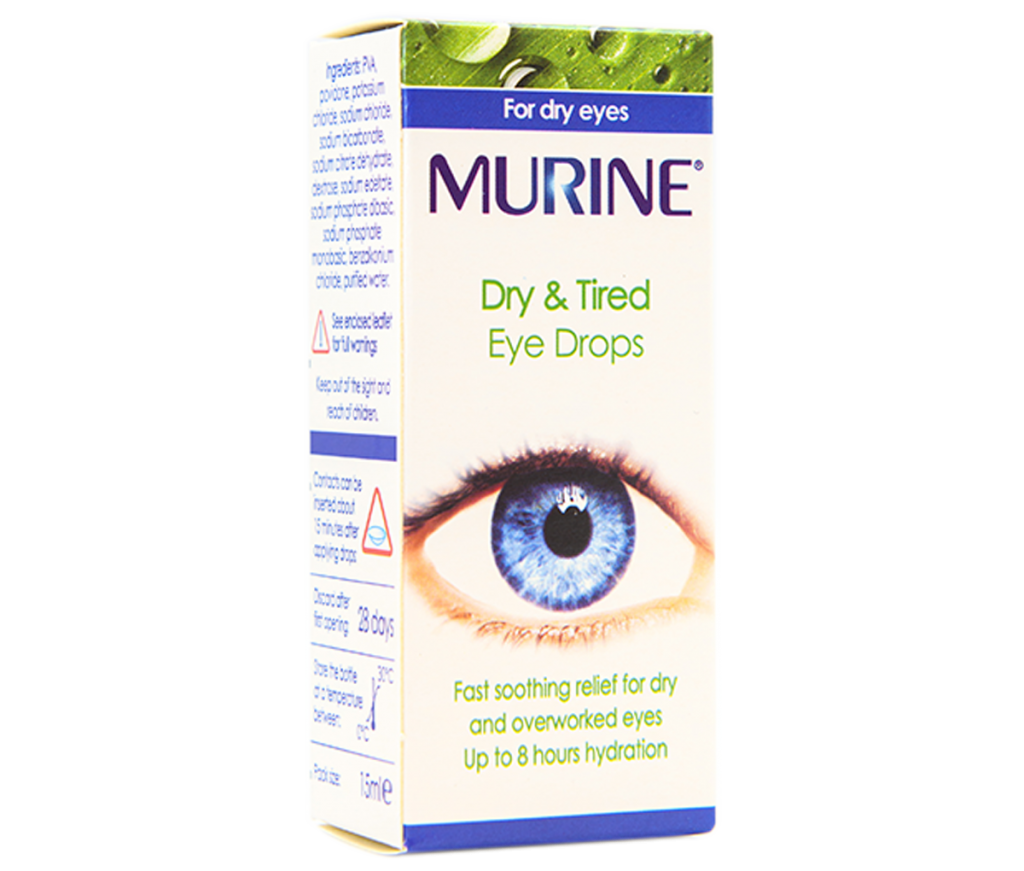 For dry eyes
MURINE®
Dry & Tired
Eye Drops
Fast soothing relief for dry
and overworked eyes
Up to 8 hours hydration
Ingredients: PVA,
povidone, potassium
chloride, sodium chloride,
sodium bicarbonate,
sodium citrate dehydrate,
dextrose, sodium edetate,
sodium phosphate dibasic,
sodium phosphate
monobasic, benzalkonium
chloride, purified water.
See enclosed leaflet
for full warnings
Keep out of the sight and
reach of children.
Contacts can be
inserted about
15 minutes after
applying drops
Discard after
first opening:
28 days
Store the bottle
at a temperature
between:
30°C
0°C
Pack size:
15ml e